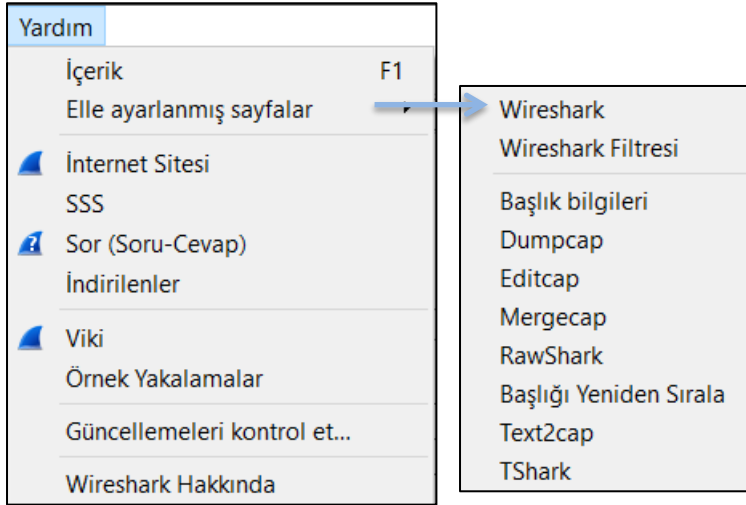 Yardım
İçerik F1
Elle ayarlanmış sayfalar
İnternet Sitesi
SSS
Sor (Soru-Cevap)
İndirilenler
Viki
Örnek Yakalamalar
Güncellemeleri kontrol et...
Wireshark Hakkında
Wireshark
Wireshark Filtresi
Başlık bilgileri
Dumpcap
Editcap
Mergecap
RawShark
Başlığı Yeniden Sırala
Text2cap
TShark